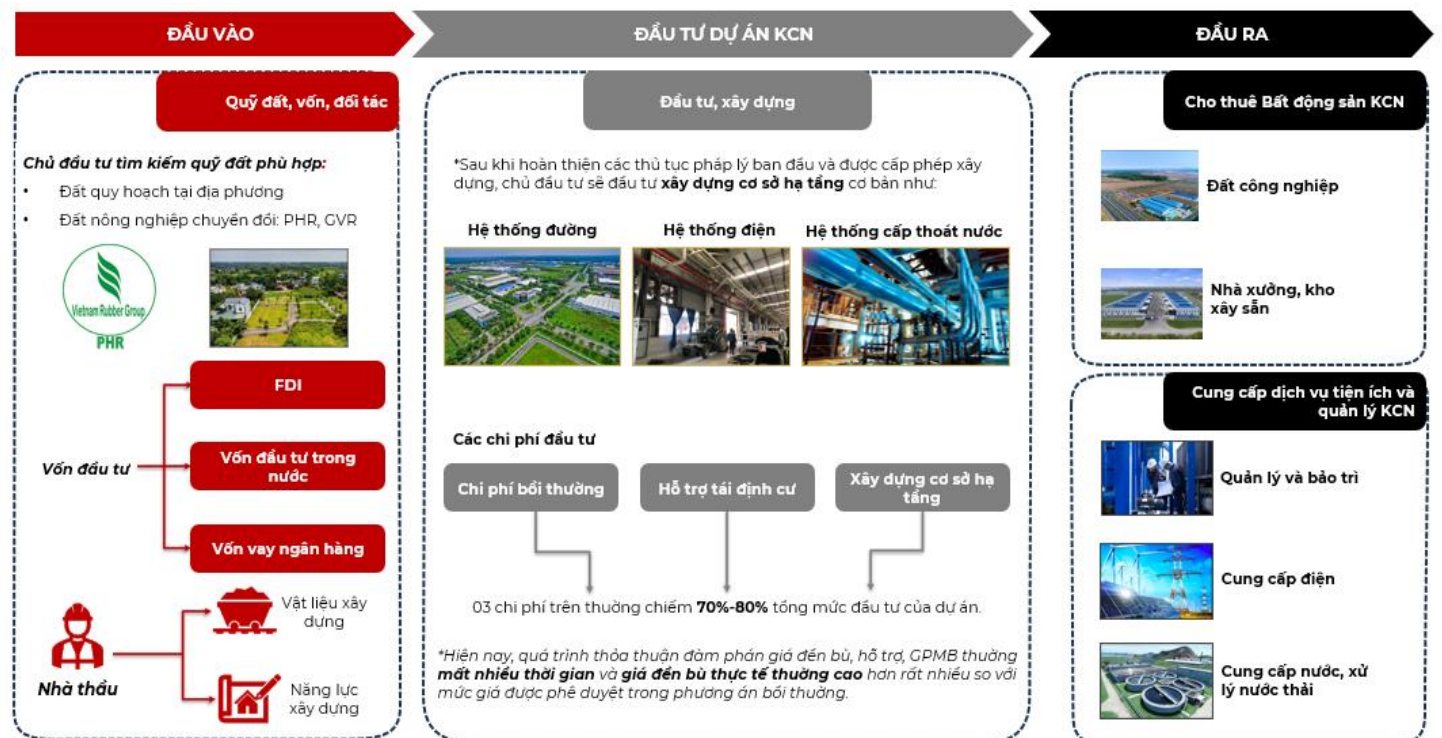 ĐẦU VÀO
ĐẦU TƯ DỰ ÁN KCN
ĐẦU RA
Quỹ đất, vốn, đối tác
Chủ đầu tư tìm kiếm quỹ đất phù hợp:
• Đất quy hoạch tại địa phương
• Đất nông nghiệp chuyển đổi: PHR, GVR
Vietnam Rubber Group
PHR
Vốn đầu tư
FDI
Vốn đầu tư trong
nước
Vốn vay ngân hàng
Nhà thầu
Vật liệu xây
dựng
Năng lực
xây dựng
Đầu tư, xây dựng
*Sau khi hoàn thiện các thủ tục pháp lý ban đầu và được cấp phép xây
dựng, chủ đầu tư sẽ đầu tư xây dựng cơ sở hạ tầng cơ bản như:
Hệ thống đường
Hệ thống điện
Hệ thống cấp thoát nước
Các chi phí đầu tư
Chi phí bồi thường
Hỗ trợ tái định cư
Xây dựng cơ sở hạ
tầng
03 chi phí trên thường chiếm 70%-80% tổng mức đầu tư của dự án.
*Hiện nay, quá trình thỏa thuận đàm phán giá đền bù, hỗ trợ, GPMB thường
mất nhiều thời gian và giá đền bù thực tế thường cao hơn rất nhiều so với
mức giá được phê duyệt trong phương án bồi thường.
Cho thuê Bất động sản KCN
Đất công nghiệp
Nhà xưởng, kho
xây sẵn
Cung cấp dịch vụ tiện ích và
quản lý KCN
Quản lý và bảo trì
Cung cấp điện
Cung cấp nước, xử
lý nước thải